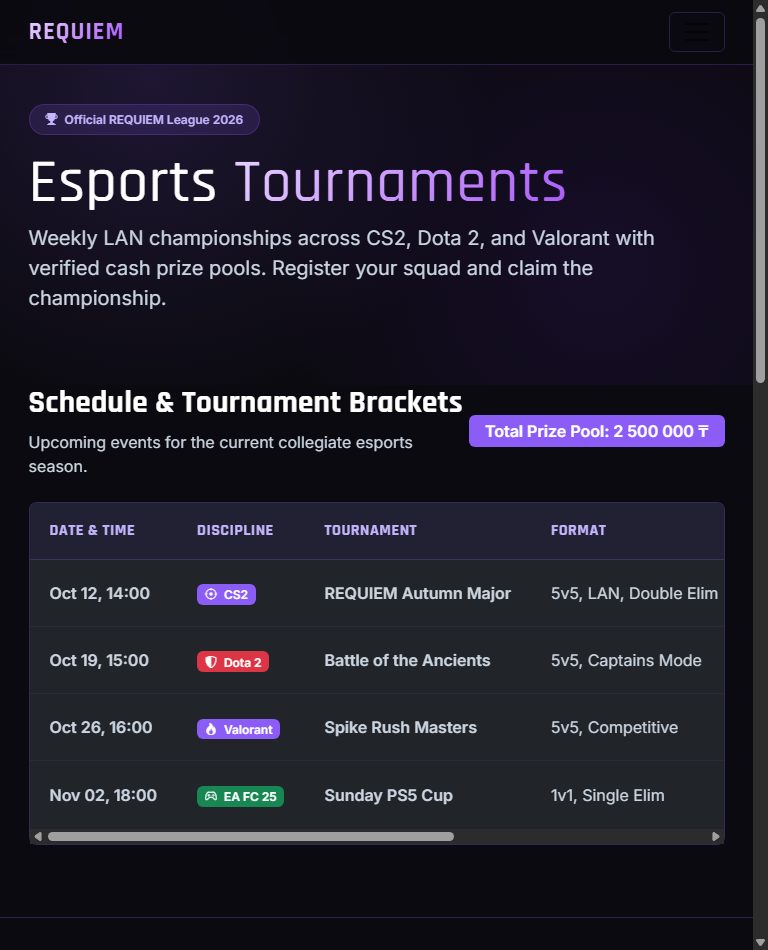 REQUIEM
Official REQUIEM League 2026
Esports Tournaments
Weekly LAN championships across CS2, Dota 2, and Valorant with
verified cash prize pools. Register your squad and claim the
championship.
Schedule & Tournament Brackets
Upcoming events for the current collegiate esports
season.
Total Prize Pool: 2 500 000 ₸
DATE & TIME DISCIPLINE TOURNAMENT FORMAT
Oct 12, 14:00 CS2 REQUIEM Autumn Major 5v5, LAN, Double Elim
Oct 19, 15:00 Dota 2 Battle of the Ancients 5v5, Captains Mode
Oct 26, 16:00 Valorant Spike Rush Masters 5v5, Competitive
Nov 02, 18:00 EA FC 25 Sunday PS5 Cup 1v1, Single Elim